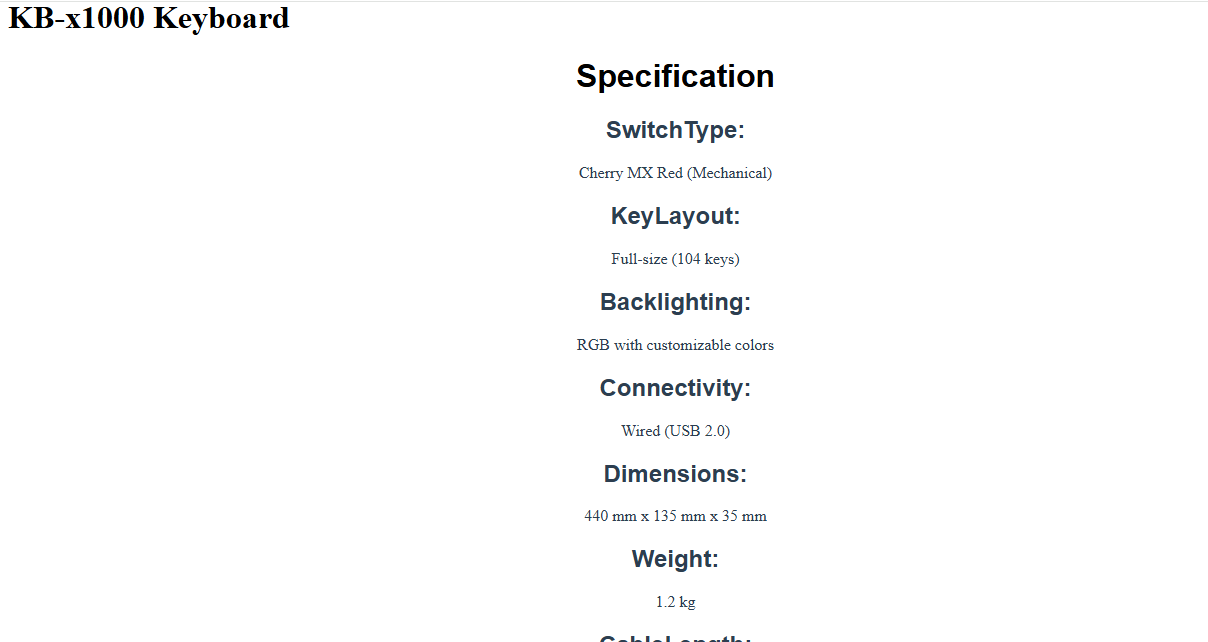 KB-x1000 Keyboard
Specification
SwitchType:
Cherry MX Red (Mechanical)
KeyLayout:
Full-size (104 keys)
Backlighting:
RGB with customizable colors
Connectivity:
Wired (USB 2.0)
Dimensions:
440 mm x 135 mm x 35 mm
Weight:
1.2 kg
CableLength: